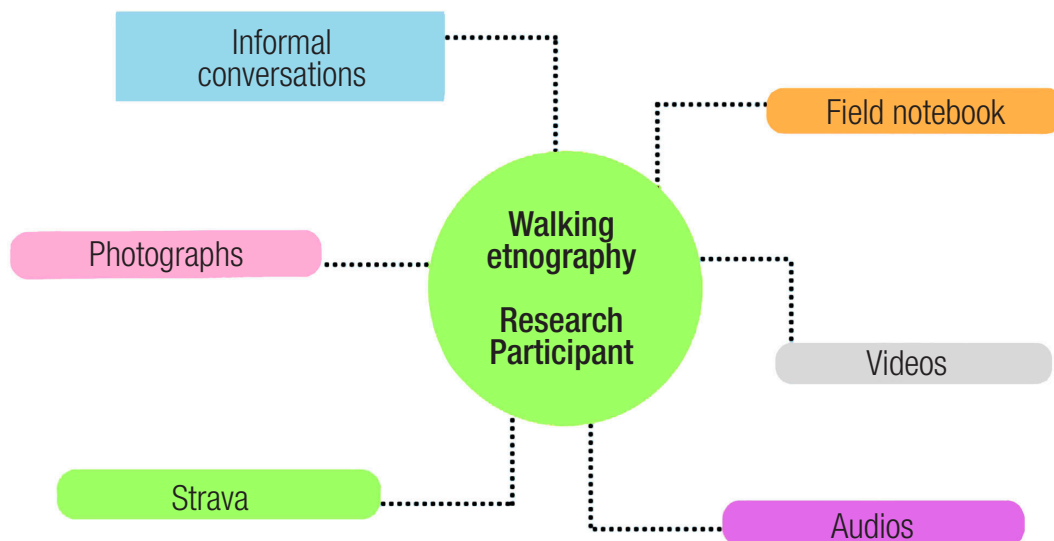 Informal
conversations
Field notebook
Walking
etnography
Research
Participant
Photographs
Videos
Strava
Audios